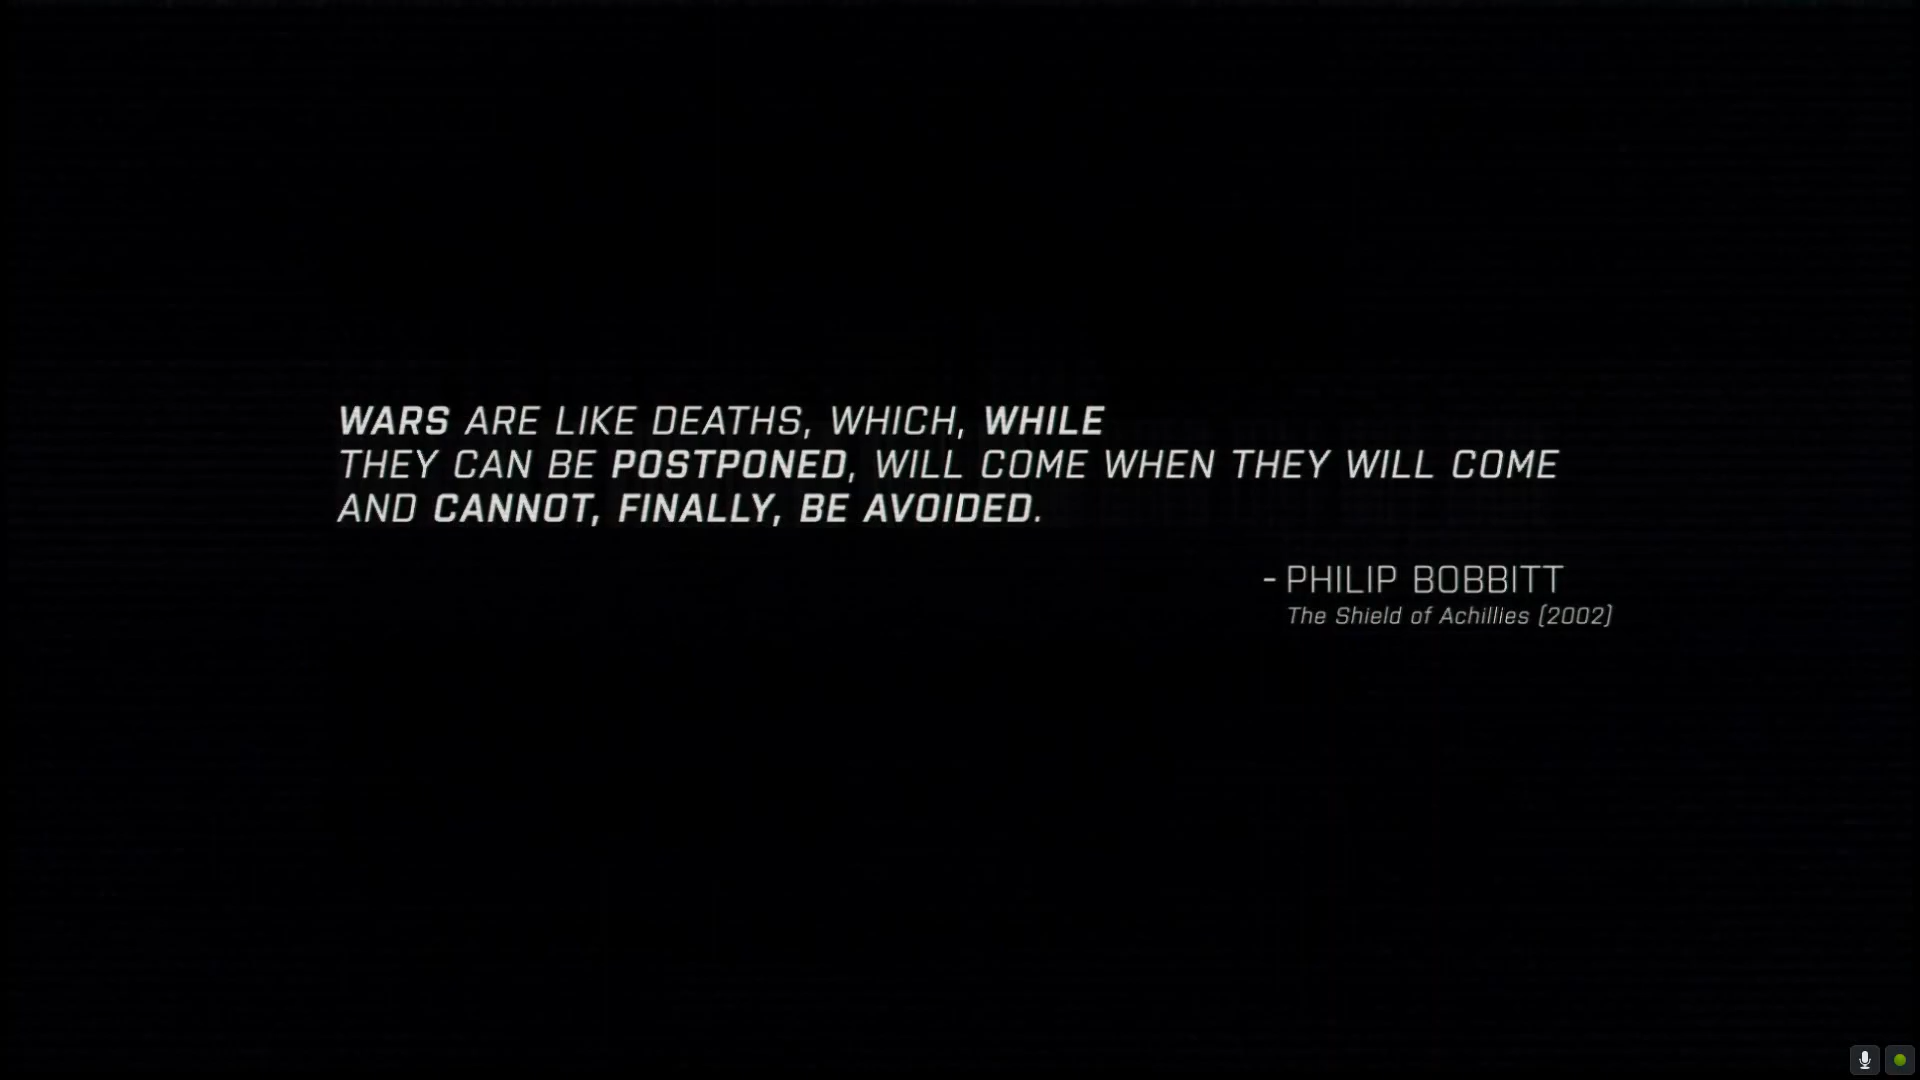 WARS ARE LIKE DEATHS, WHICH, WHILE
THEY CAN BE POSTPONED, WILL COME WHEN THEY WILL COME
AND CANNOT, FINALLY, BE AVOIDED.
- PHILIP BOBBITT
The Shield of Achillies (2002)